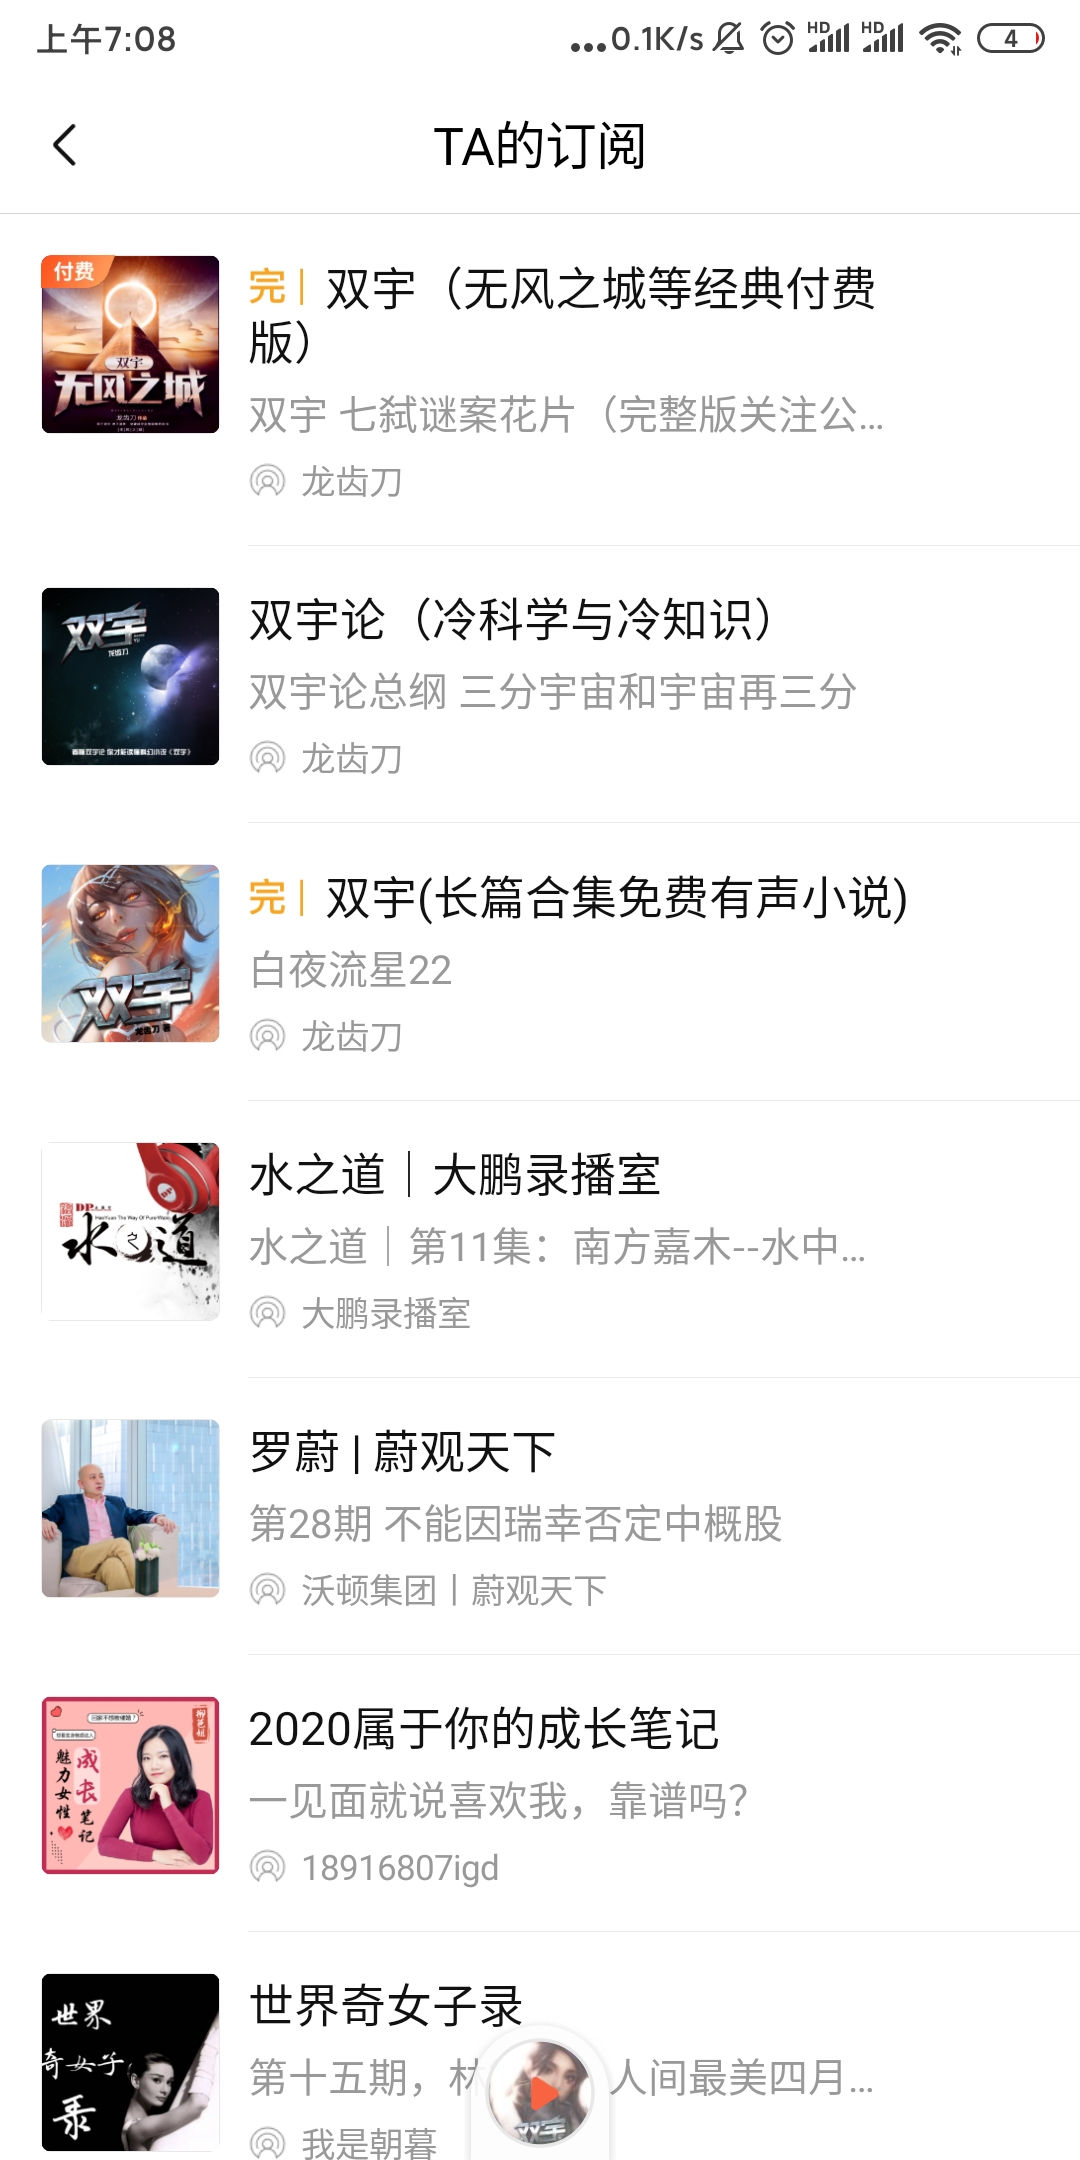 上午7:08
...0.1K/s
HD
HD
4
TA的订阅
付费
双宇
无风之城
龙齿刀
完| 双宇（无风之城等经典付费
版）
双宇 七弑谜案花片（完整版关注公...
龙齿刀
双宇
龙齿刀
双宇论（冷科学与冷知识）
双宇论总纲 三分宇宙和宇宙再三分
龙齿刀
双宇
龙齿刀 著
完| 双宇(长篇合集免费有声小说)
白夜流星22
龙齿刀
DP
水之道
水之道｜大鹏录播室
水之道｜第11集：南方嘉木--水中...
大鹏录播室
罗蔚 | 蔚观天下
第28期 不能因瑞幸否定中概股
沃顿集团丨蔚观天下
魅力女性
成长
笔记
2020属于你的成长笔记
一见面就说喜欢我，靠谱吗？
18916807igd
世界
奇女子
录
世界奇女子录
第十五期，林
人间最美四月...
双宇
我是朝暮